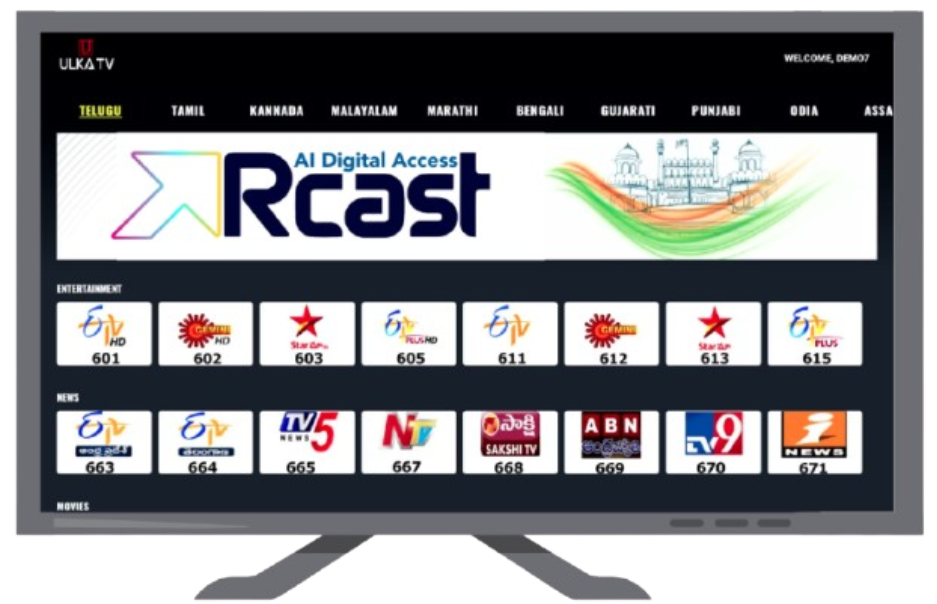 U
ULKA TV
WELCOME, DEMO7
TELUGU TAMIL KANNADA MALAYALAM MARATHI BENGALI GUJARATI PUNJABI ODIA ASSA
AI Digital Access
Rcast
ENTERTAINMENT
HD GEMINI HD Star PLUS HD GEMINI Star PLUS
601 602 603 605 611 612 613 615
NEWS
TV5 NEWS NTV సాక్షి SAKSHI TV ABN TV9 i NEWS
663 664 665 667 668 669 670 671
MOVIES